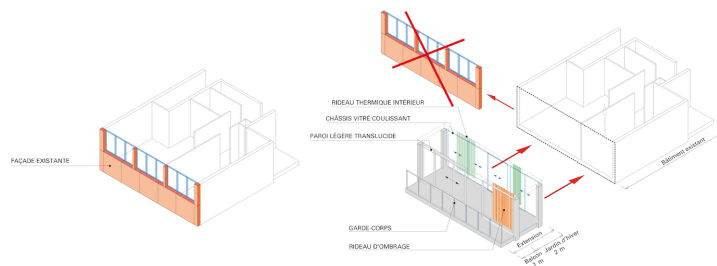 FAÇADE EXISTANTE
RIDEAU THERMIQUE INTÉRIEUR
CHÂSSIS VITRÉ COULISSANT
PAROI LÉGÈRE TRANSLUCIDE
Bâtiment existant
GARDE-CORPS
RIDEAU D'OMBRAGE
Extension
Balcon Jardin d'hiver
1 m 2 m